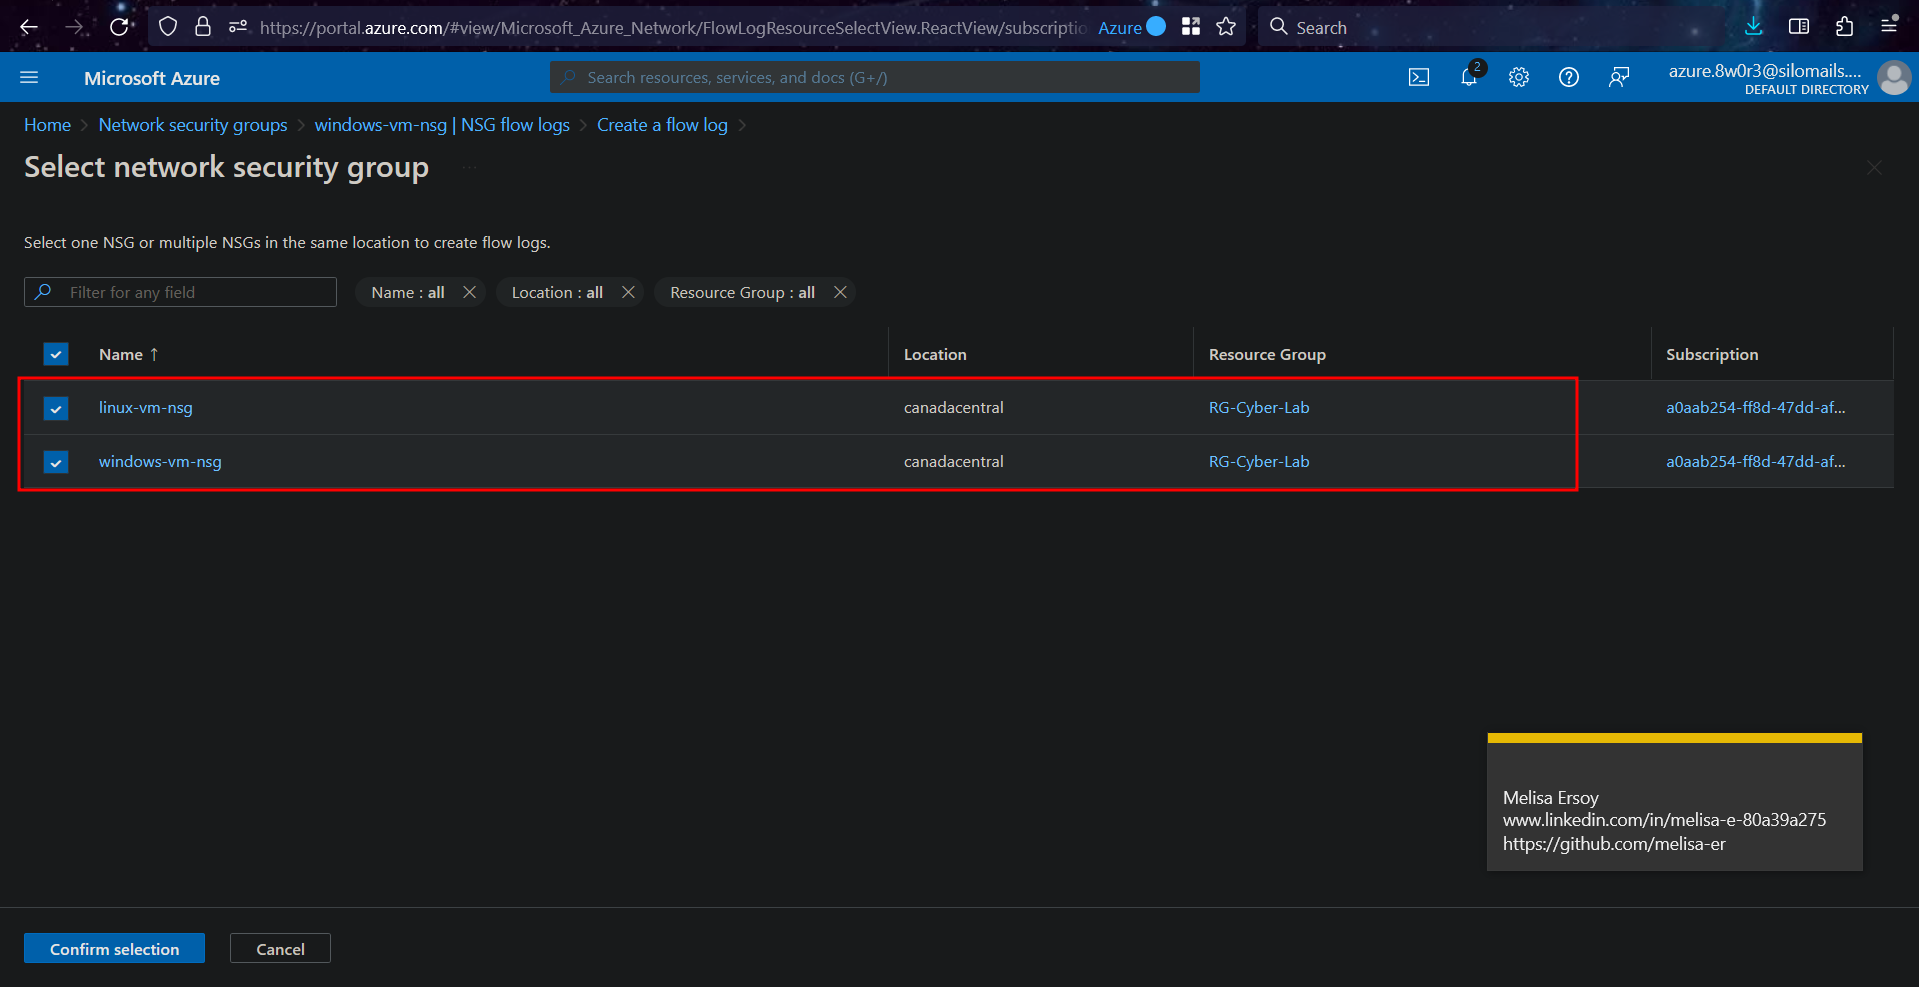 https://portal.azure.com/#view/Microsoft_Azure_Network/FlowLogResourceSelectView.ReactView/subscriptio
Azure
Search
Microsoft Azure
Search resources, services, and docs (G+/)
2
azure.8w0r3@silomails....
DEFAULT DIRECTORY
Home > Network security groups > windows-vm-nsg | NSG flow logs > Create a flow log >
Select network security group ...
Select one NSG or multiple NSGs in the same location to create flow logs.
Filter for any field
Name : all
Location : all
Resource Group : all
Name ↑ Location Resource Group Subscription
linux-vm-nsg canadacentral RG-Cyber-Lab a0aab254-ff8d-47dd-af...
windows-vm-nsg canadacentral RG-Cyber-Lab a0aab254-ff8d-47dd-af...
Melisa Ersoy
www.linkedin.com/in/melisa-e-80a39a275
https://github.com/melisa-er
Confirm selection
Cancel